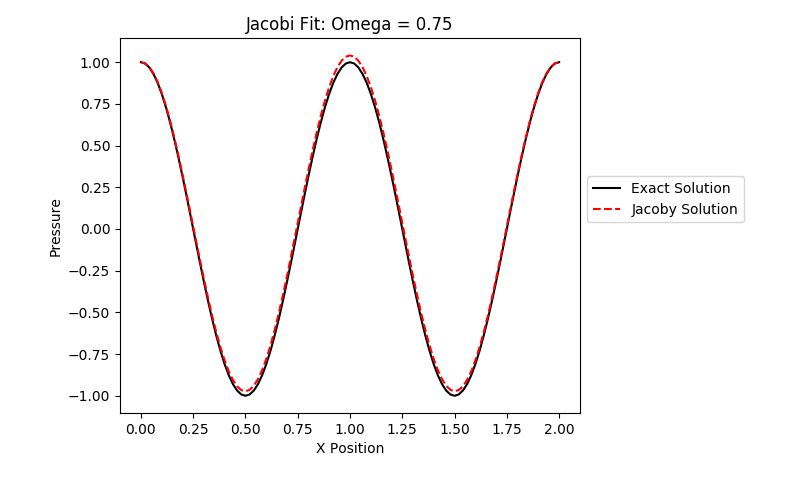 Jacobi Fit: Omega = 0.75
1.00
0.75
0.50
0.25
0.00
−0.25
−0.50
−0.75
−1.00
Pressure
0.00 0.25 0.50 0.75 1.00 1.25 1.50 1.75 2.00
X Position
Exact Solution
Jacoby Solution